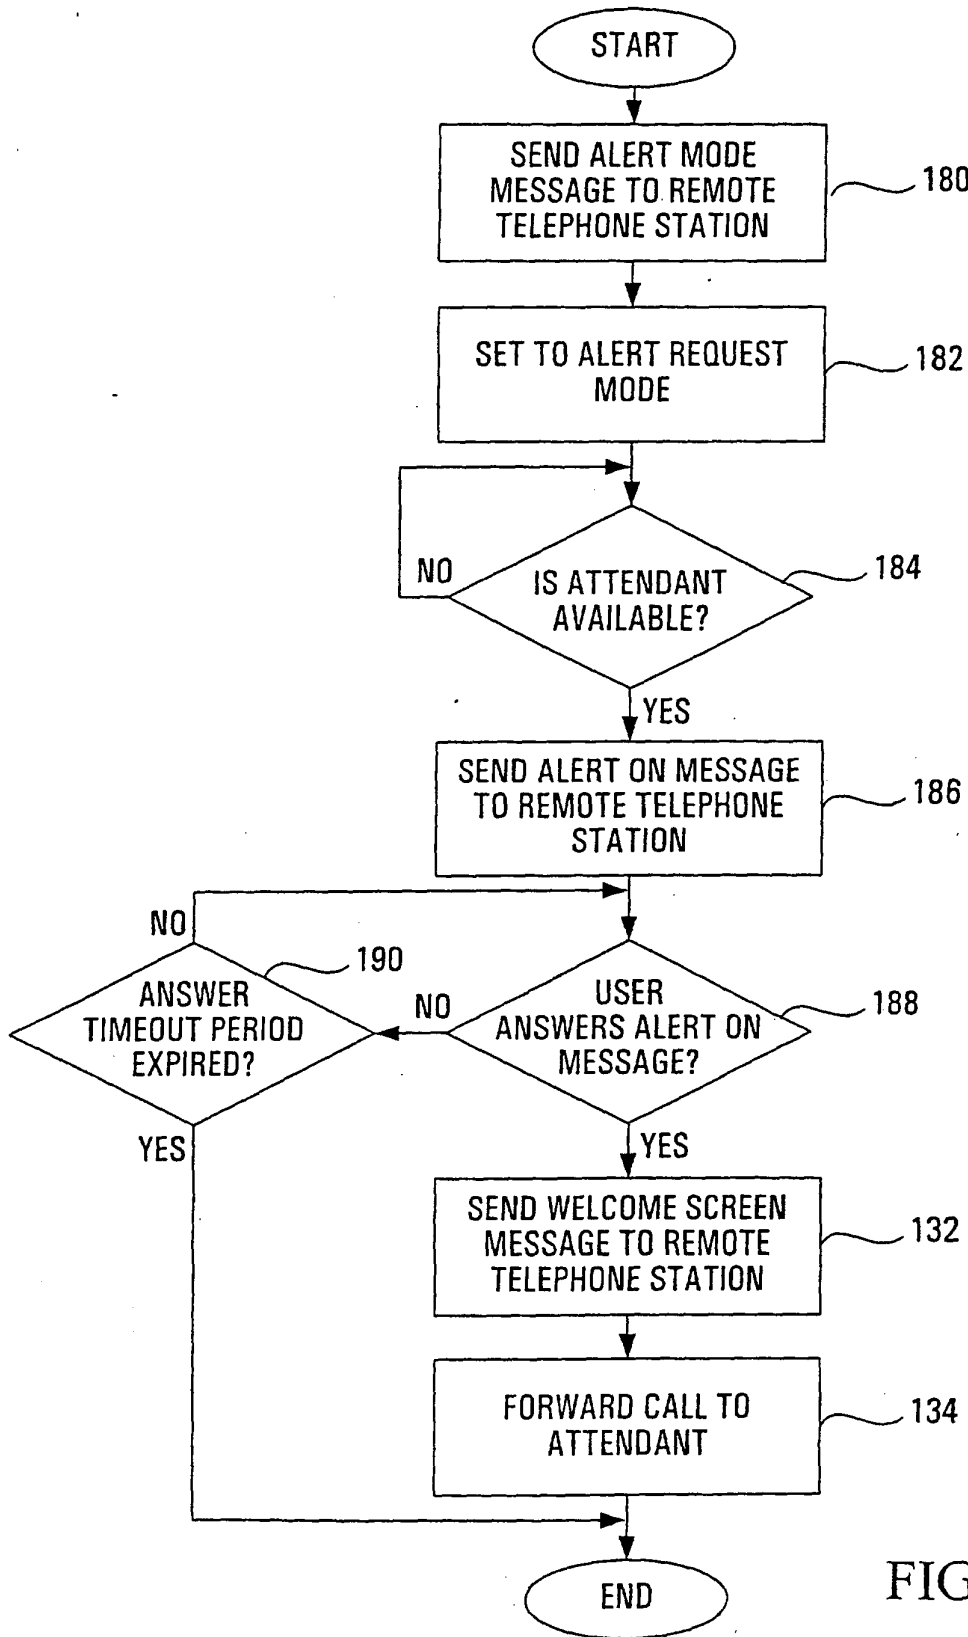 START
SEND ALERT MODE
MESSAGE TO REMOTE
TELEPHONE STATION
180
SET TO ALERT REQUEST
MODE
182
NO
IS ATTENDANT
AVAILABLE?
184
YES
SEND ALERT ON MESSAGE
TO REMOTE TELEPHONE
STATION
186
NO
ANSWER
TIMEOUT PERIOD
EXPIRED?
190
NO
USER
ANSWERS ALERT ON
MESSAGE?
188
YES
YES
SEND WELCOME SCREEN
MESSAGE TO REMOTE
TELEPHONE STATION
132
FORWARD CALL TO
ATTENDANT
134
END
FIG